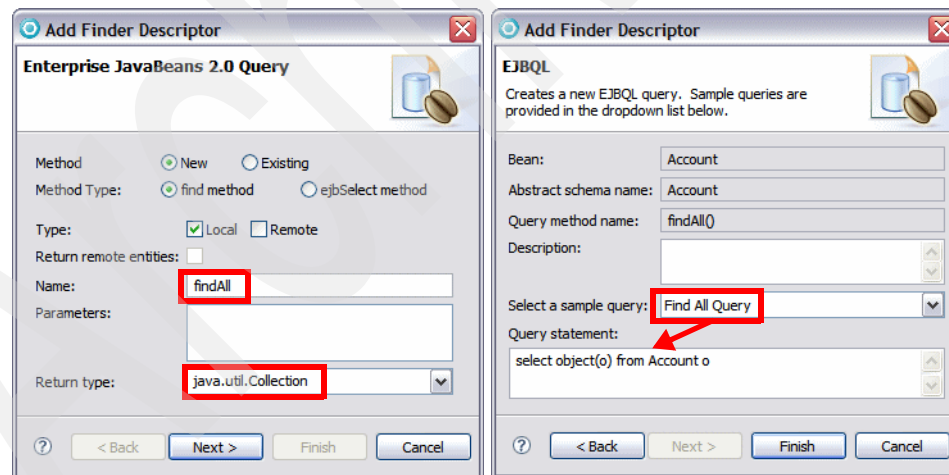 Add Finder Descriptor
Enterprise JavaBeans 2.0 Query
Method New Existing
Method Type: find method ejbSelect method
Type: Local Remote
Return remote entities:
Name: findAll
Parameters:
Return type: java.util.Collection
? < Back Next > Finish Cancel
Add Finder Descriptor
EJBQL
Creates a new EJBQL query. Sample queries are
provided in the dropdown list below.
Bean: Account
Abstract schema name: Account
Query method name: findAll()
Description:
Select a sample query: Find All Query
Query statement:
select object(o) from Account o
? < Back Next > Finish Cancel